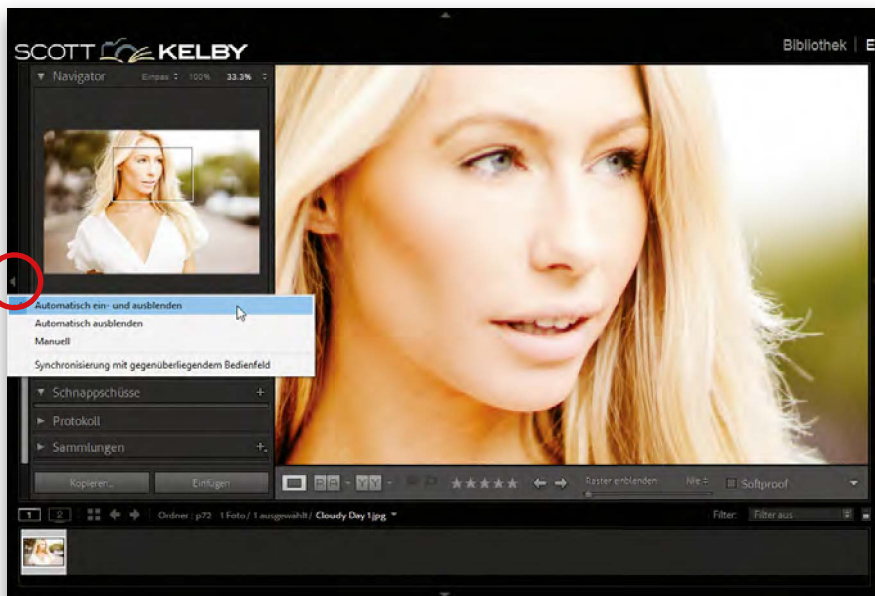 SCOTT KELBY
Bibliothek | E
Navigator Einpas 100% 33.3%
Automatisch ein- und ausblenden
Automatisch ausblenden
Manuell
Synchronisierung mit gegenüberliegendem Bedienfeld
Schnappschüsse +
Protokoll
Sammlungen +
Kopieren... Einfügen
RA YY Raster einblenden: Nie Softproof
1 2 Ordner : p72 1 Foto / 1 ausgewählt / Cloudy Day 1.jpg
Filter: Filter aus